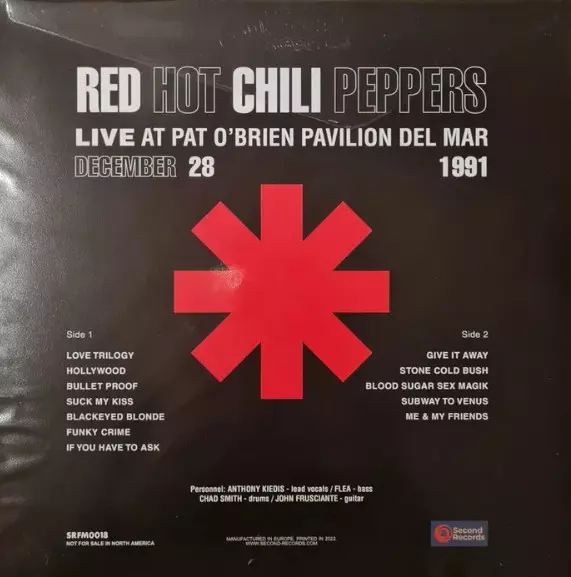 RED HOT CHILI PEPPERS
LIVE AT PAT O'BRIEN PAVILION DEL MAR
DECEMBER 28 1991
Side 1
LOVE TRILOGY
HOLLYWOOD
BULLET PROOF
SUCK MY KISS
BLACKEYED BLONDE
FUNKY CRIME
IF YOU HAVE TO ASK
Side 2
GIVE IT AWAY
STONE COLD BUSH
BLOOD SUGAR SEX MAGIK
SUBWAY TO VENUS
ME & MY FRIENDS
Personnel: ANTHONY KIEDIS - lead vocals / FLEA - bass
CHAD SMITH - drums / JOHN FRUSCIANTE - guitar
SRFM0018
NOT FOR SALE IN NORTH AMERICA
MANUFACTURED IN EUROPE. PRINTED IN
WWW.SECOND-RECORDS.COM
Second
Records